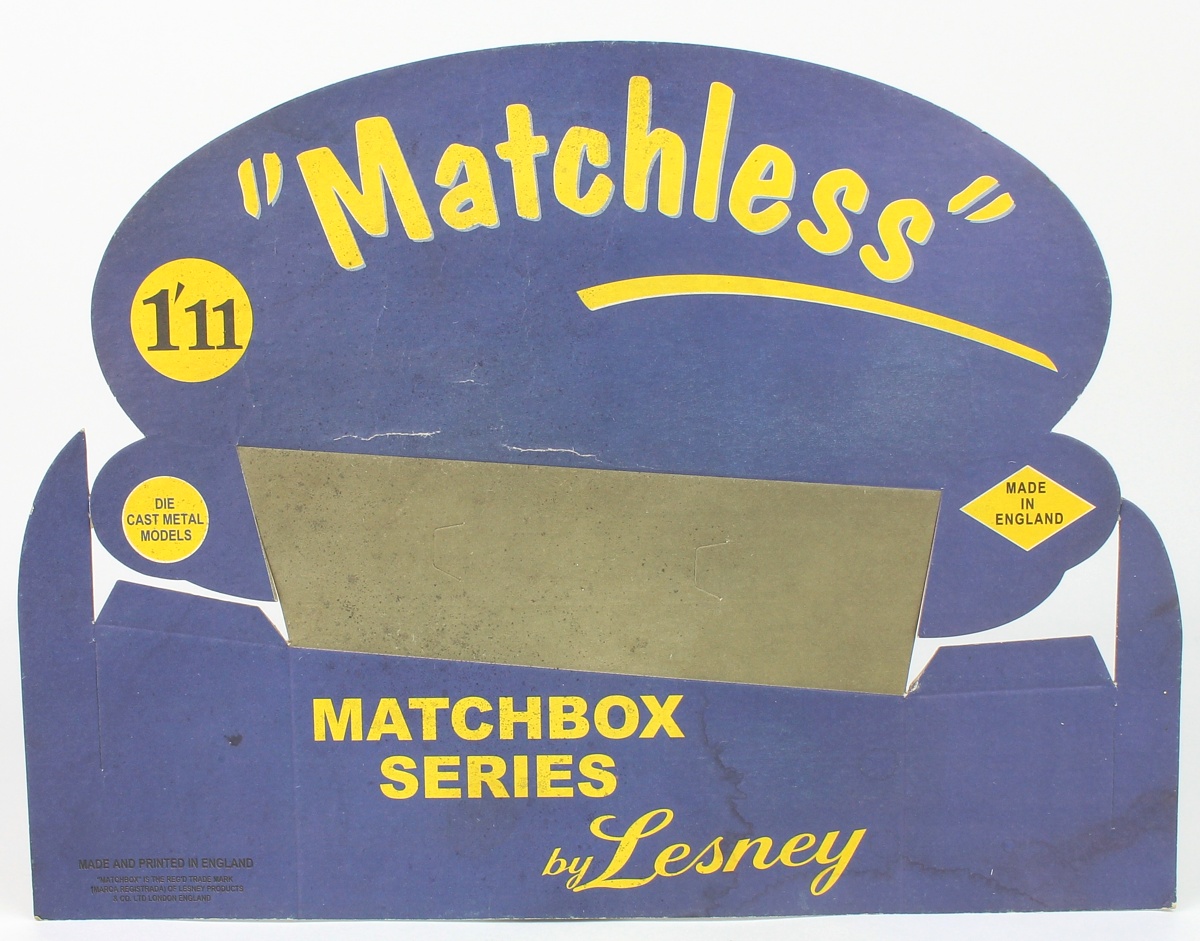 "Matchless"
1'11
DIE
CAST METAL
MODELS
MADE
IN
ENGLAND
MATCHBOX
SERIES
by Lesney
MADE AND PRINTED IN ENGLAND
"MATCHBOX" IS THE REG'D TRADE MARK
(MARCA REGISTRADA) OF LESNEY PRODUCTS
& CO. LTD LONDON ENGLAND